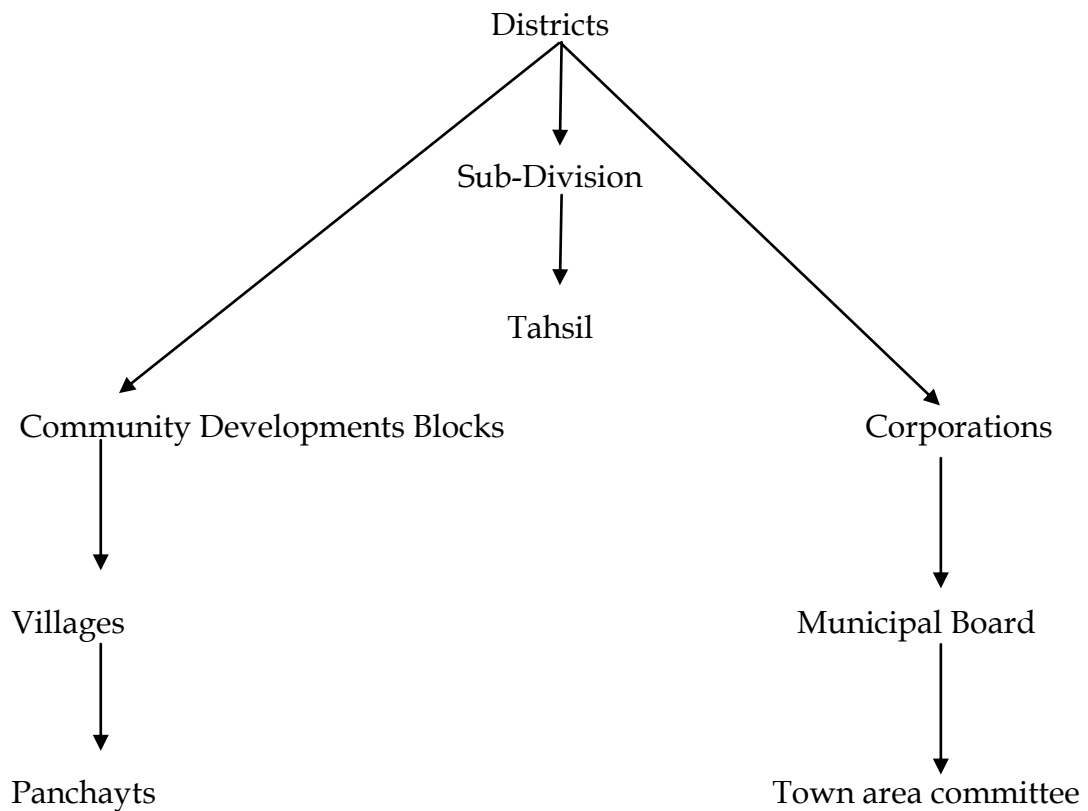 Districts
Sub-Division
Tahsil
Community Developments Blocks
Corporations
Villages
Municipal Board
Panchayts
Town area committee